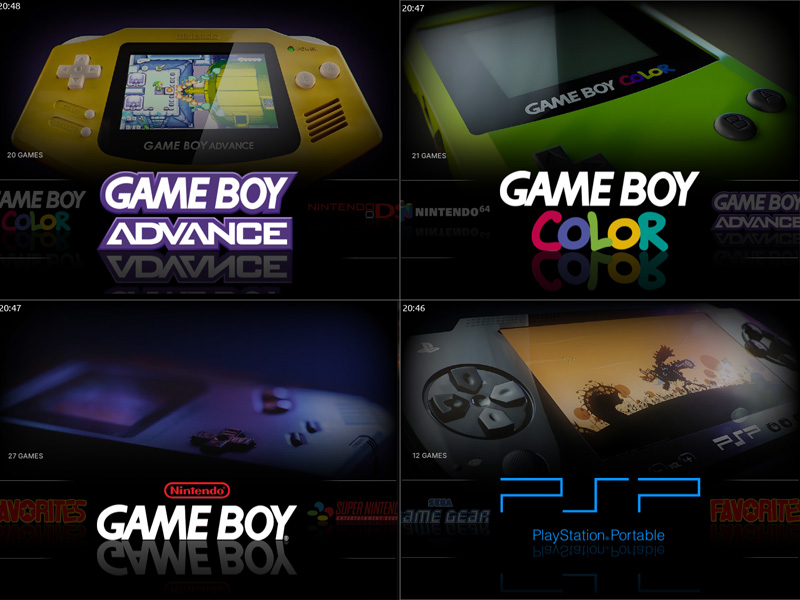 20:48
Nintendo
GAME BOY ADVANCE
20 GAMES
GAME BOY
COLOR
GAME BOY
ADVANCE
NINTENDO DS
20:47
GAME BOY COLOR
21 GAMES
NINTENDO 64
GAME BOY
COLOR
GAME BOY
ADVANCE
20:47
27 GAMES
FAVORITES
Nintendo
GAME BOY
SUPER NINTENDO
ENTERTAINMENT SYSTEM
20:46
PSP
12 GAMES
SEGA
GAME GEAR
PSP
PlayStation Portable
FAVORITES